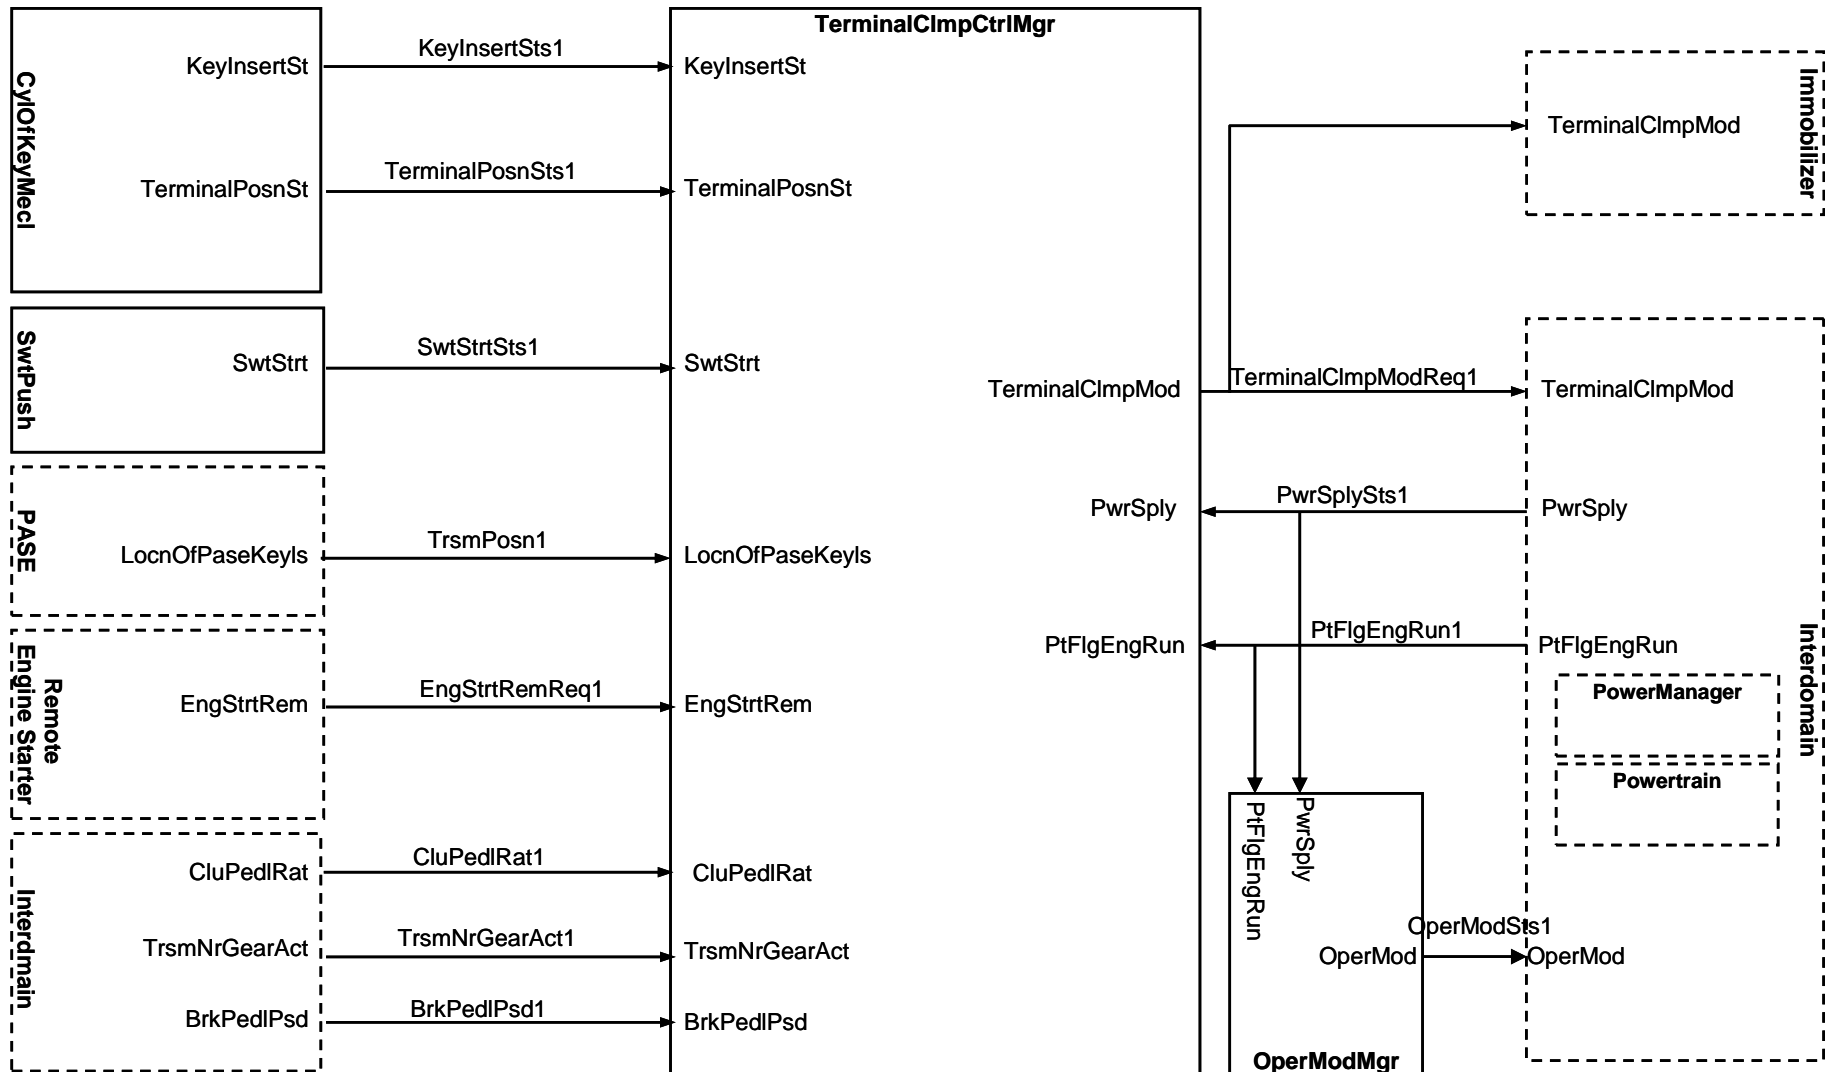 CylOfKeyMecl
KeyInsertSt
TerminalPosnSt
SwtPush
SwtStrt
PASE
LocnOfPaseKeyIs
Remote
Engine Starter
EngStrtRem
Interdmain
CluPedlRat
TrsmNrGearAct
BrkPedlPsd
KeyInsertSts1
TerminalPosnSts1
SwtStrtSts1
TrsmPosn1
EngStrtRemReq1
CluPedlRat1
TrsmNrGearAct1
BrkPedlPsd1
TerminalClmpCtrlMgr
KeyInsertSt
TerminalPosnSt
SwtStrt
LocnOfPaseKeyIs
EngStrtRem
CluPedlRat
TrsmNrGearAct
BrkPedlPsd
TerminalClmpMod
PwrSply
PtFlgEngRun
TerminalClmpModReq1
PwrSplySts1
PtFlgEngRun1
PtFlgEngRun
PwrSply
OperMod
OperModMgr
OperModSts1
Immobilizer
TerminalClmpMod
Interdomain
TerminalClmpMod
PwrSply
PtFlgEngRun
PowerManager
Powertrain
OperMod